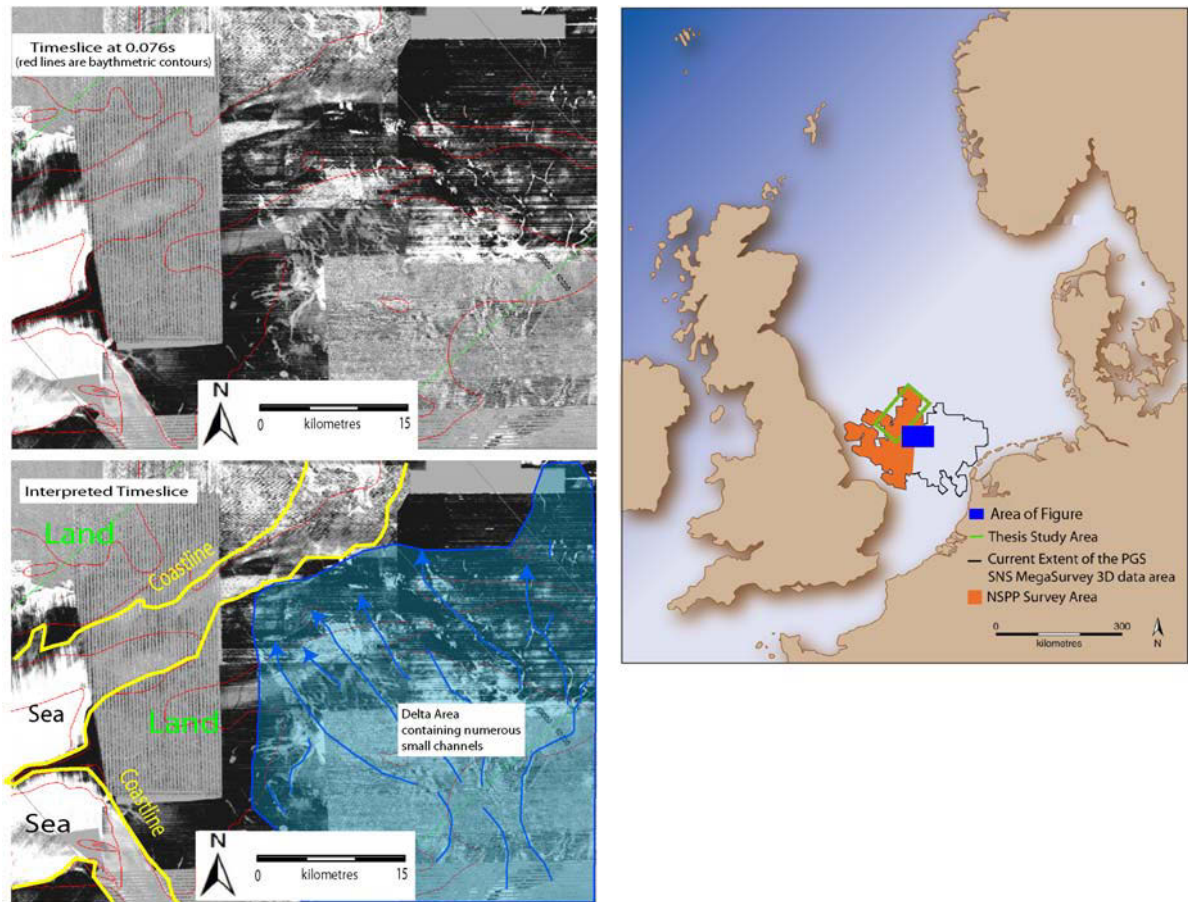 Timeslice at 0.076s
(red lines are baythmetric contours)
N
0 kilometres 15
Interpreted Timeslice
Land
Coastline
Sea
Land
Delta Area
containing numerous
small channels
Coastline
Sea
N
0 kilometres 15
Area of Figure
Thesis Study Area
Current Extent of the PGS
SNS MegaSurvey 3D data area
NSPP Survey Area
0 300
kilometres
N